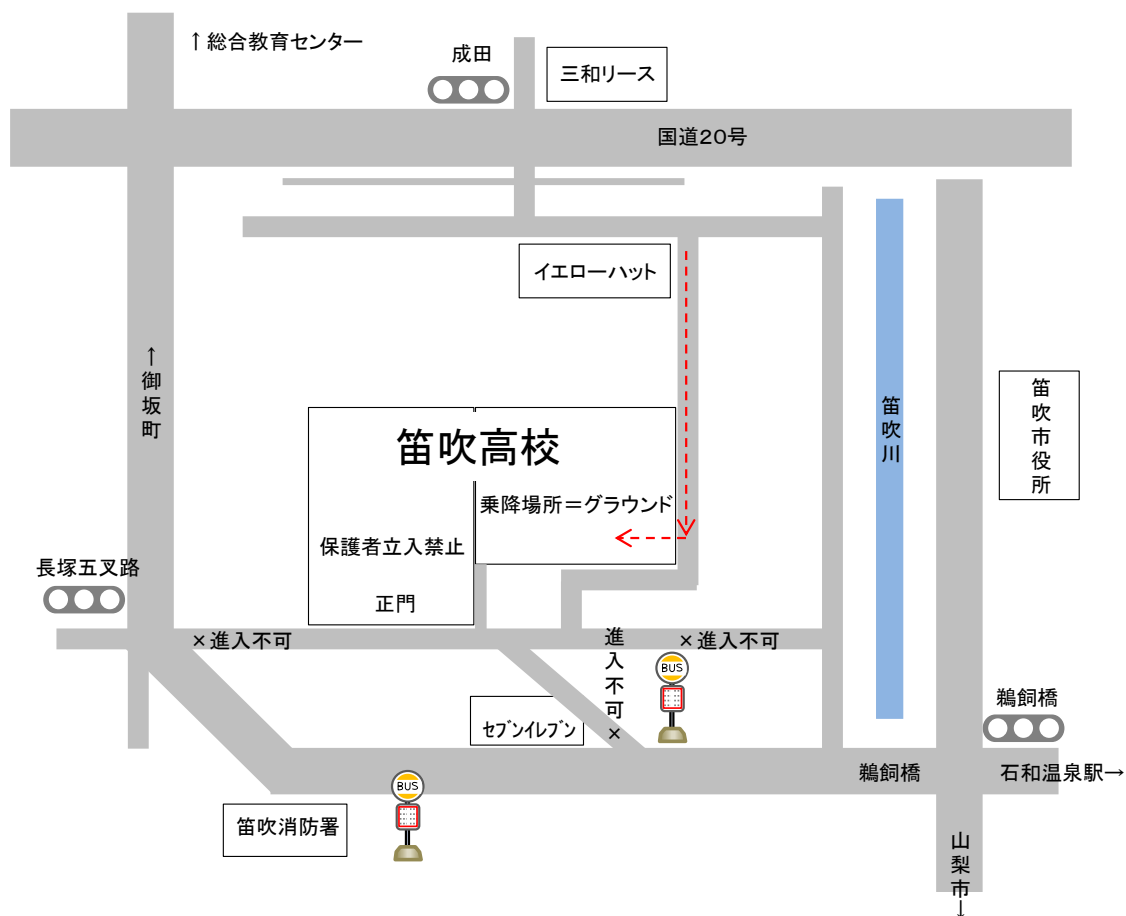 ↑総合教育センター
成田
三和リース
国道20号
イエローハット
↑御坂町
笛吹川
笛吹市役所
笛吹高校
乗降場所＝グラウンド
保護者立入禁止
正門
長塚五叉路
×進入不可
進入不可×
×進入不可
BUS
セブンイレブン
鵜飼橋
鵜飼橋
石和温泉駅→
BUS
笛吹消防署
山梨市↓